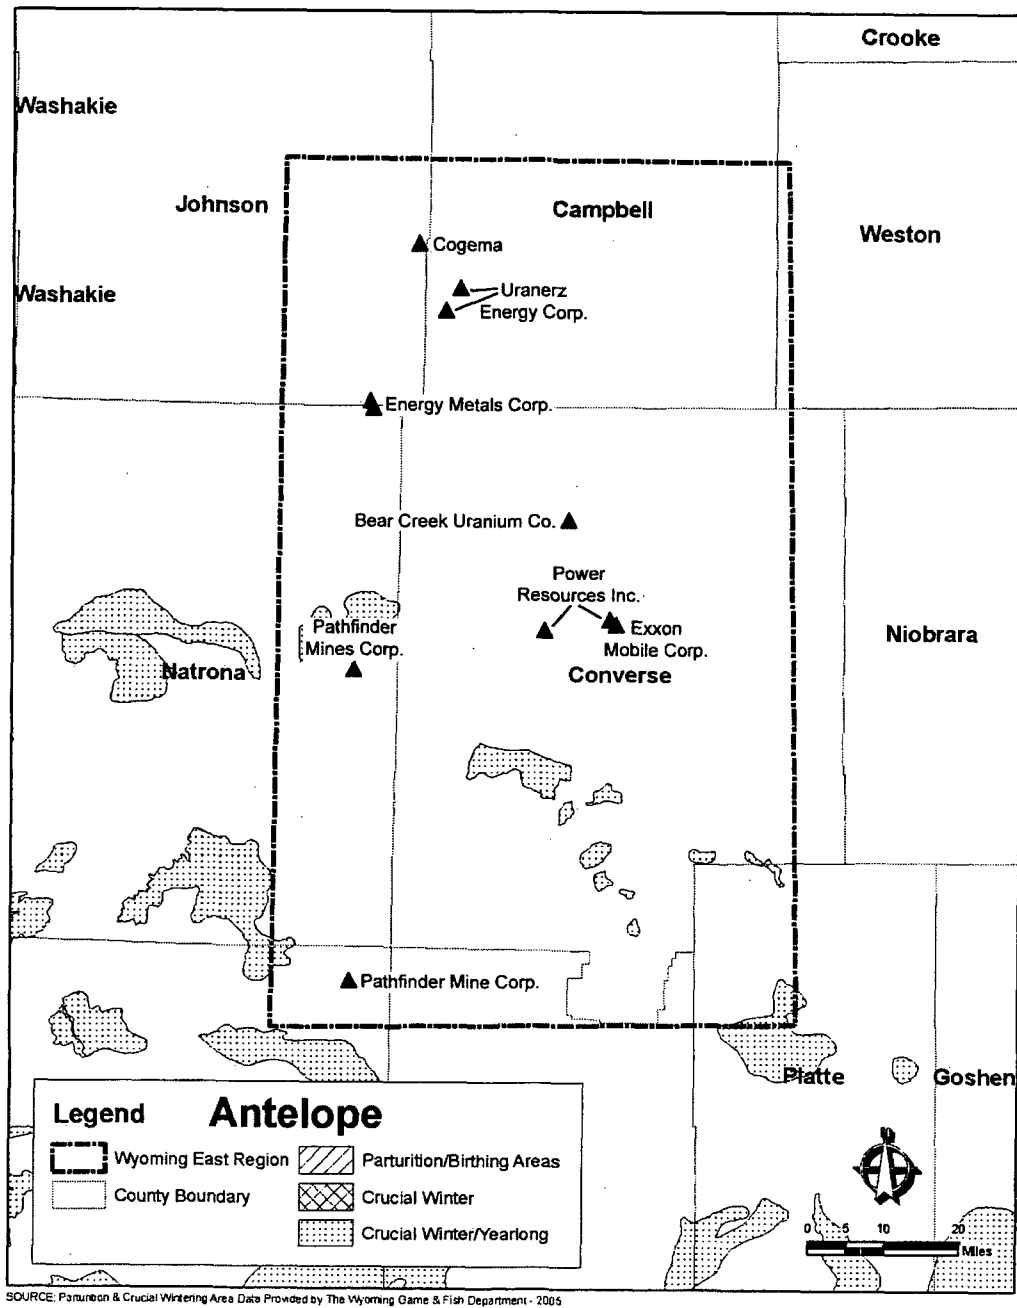 Crooke
Washakie
Johnson
Campbell
Weston
Cogema
Washakie
Uranerz
Energy Corp.
Energy Metals Corp.
Bear Creek Uranium Co.
Power
Resources Inc.
Pathfinder
Mines Corp.
Exxon
Mobile Corp.
Niobrara
Natrona
Converse
Pathfinder Mine Corp.
Platte
Goshen
Legend
Antelope
Wyoming East Region
County Boundary
Parturition/Birthing Areas
Crucial Winter
Crucial Winter/Yearlong
N
0 5 10 20
Miles
SOURCE: Parturition & Crucial Wintering Area Data Provided by The Wyoming Game & Fish Department - 2005